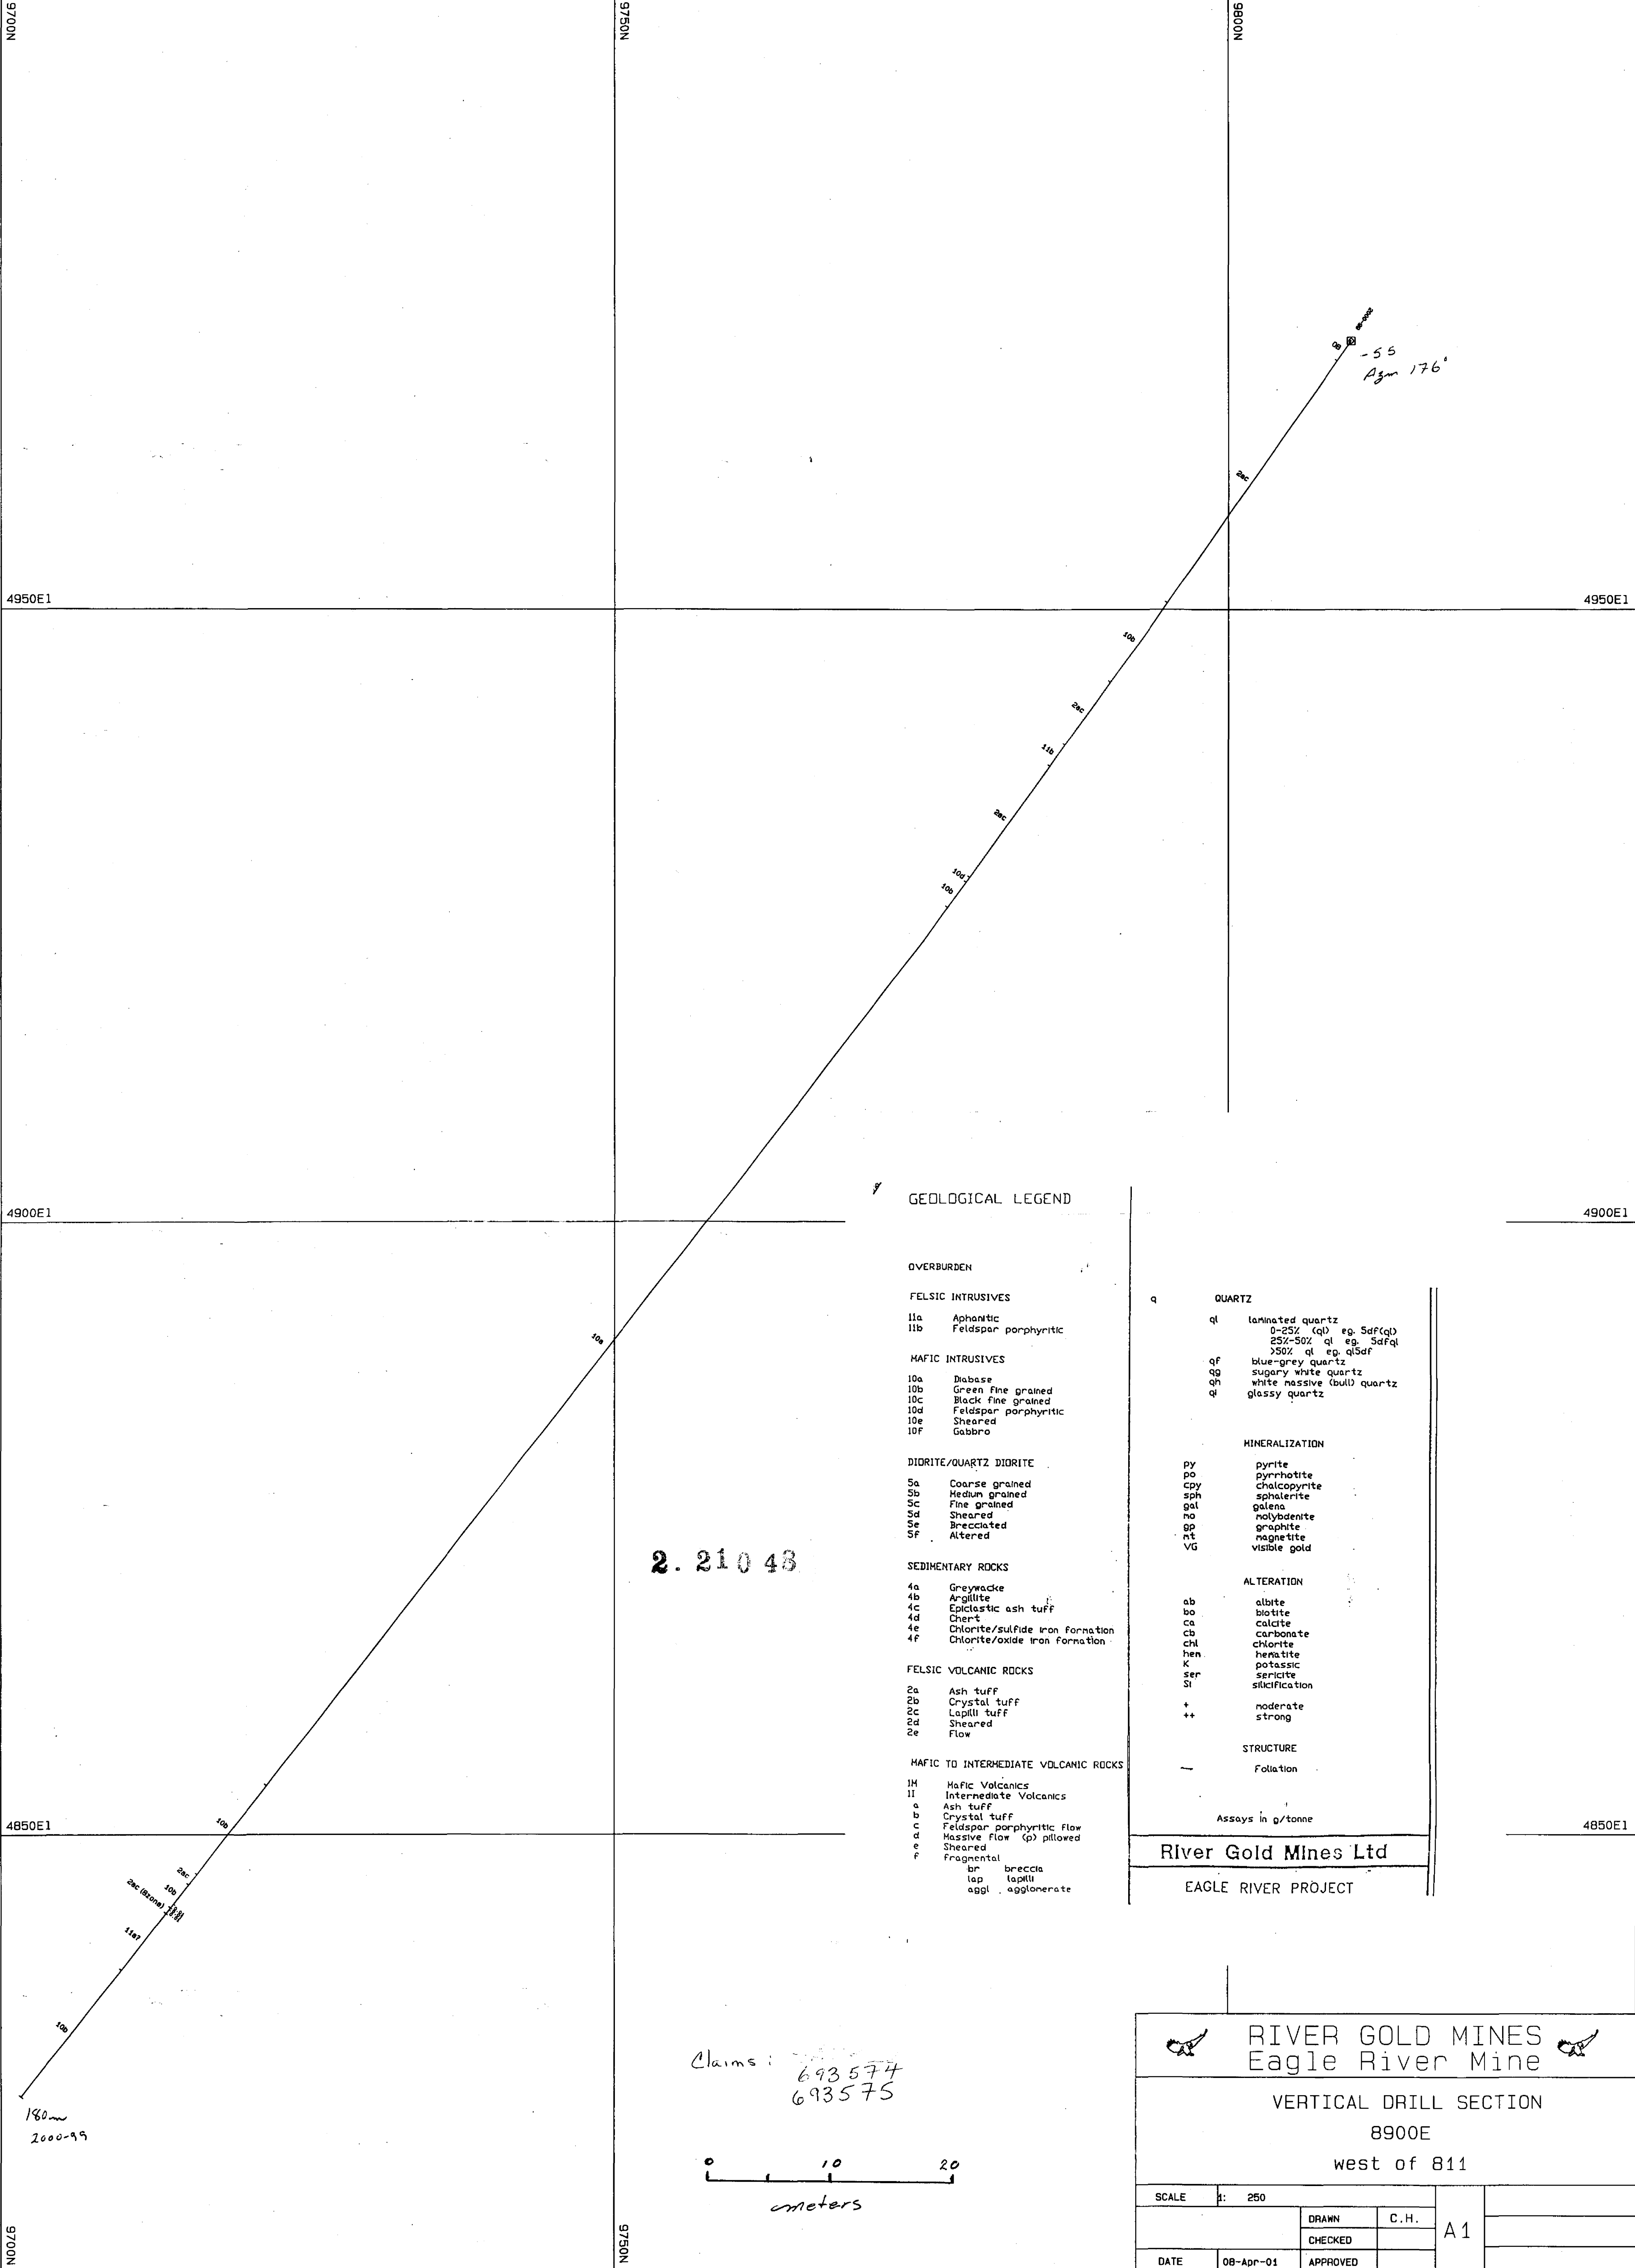 9700N
9750N
9800N
OB
-55
Azm 176°
2ac
4950E1
4950E1
10b
2ac
11b
2ac
10d
10b
4900E1
4900E1
10a
GEOLOGICAL LEGEND
OVERBURDEN
FELSIC INTRUSIVES
11a Aphanitic
11b Feldspar porphyritic
MAFIC INTRUSIVES
10a Diabase
10b Green fine grained
10c Black fine grained
10d Feldspar porphyritic
10e Sheared
10f Gabbro
DIORITE/QUARTZ DIORITE
5a Coarse grained
5b Medium grained
5c Fine grained
5d Sheared
5e Brecciated
5f Altered
SEDIMENTARY ROCKS
4a Greywacke
4b Argillite
4c Epiclastic ash tuff
4d Chert
4e Chlorite/sulfide iron formation
4f Chlorite/oxide iron formation
FELSIC VOLCANIC ROCKS
2a Ash tuff
2b Crystal tuff
2c Lapilli tuff
2d Sheared
2e Flow
MAFIC TO INTERMEDIATE VOLCANIC ROCKS
1M Mafic Volcanics
1I Intermediate Volcanics
a Ash tuff
b Crystal tuff
c Feldspar porphyritic flow
d Massive flow (p) pillowed
e Sheared
f Fragmental
br breccia
lap lapilli
aggl agglomerate
q QUARTZ
ql laminated quartz
0-25% (ql) eg. 5df(ql)
25%-50% ql eg. 5dfql
>50% ql eg. ql5df
qf blue-grey quartz
qg sugary white quartz
qh white massive (bull) quartz
qi glassy quartz
MINERALIZATION
py pyrite
po pyrrhotite
cpy chalcopyrite
sph sphalerite
gal galena
mo molybdenite
gp graphite
mt magnetite
VG visible gold
ALTERATION
ab albite
bo biotite
ca calcite
cb carbonate
chl chlorite
hem hematite
K potassic
ser sericite
Si silicification
+ moderate
++ strong
STRUCTURE
Foliation
Assays in g/tonne
River Gold Mines Ltd
EAGLE RIVER PROJECT
2.21043
4850E1
4850E1
10b
2ac
10b
2ac (8zone)
11a?
10b
180m
2000-99
Claims:
693574
693575
0 10 20
meters
RIVER GOLD MINES
Eagle River Mine
VERTICAL DRILL SECTION
8900E
west of 811
SCALE 1: 250
DRAWN C.H.
A1
CHECKED
DATE 08-Apr-01 APPROVED
9700N
9750N